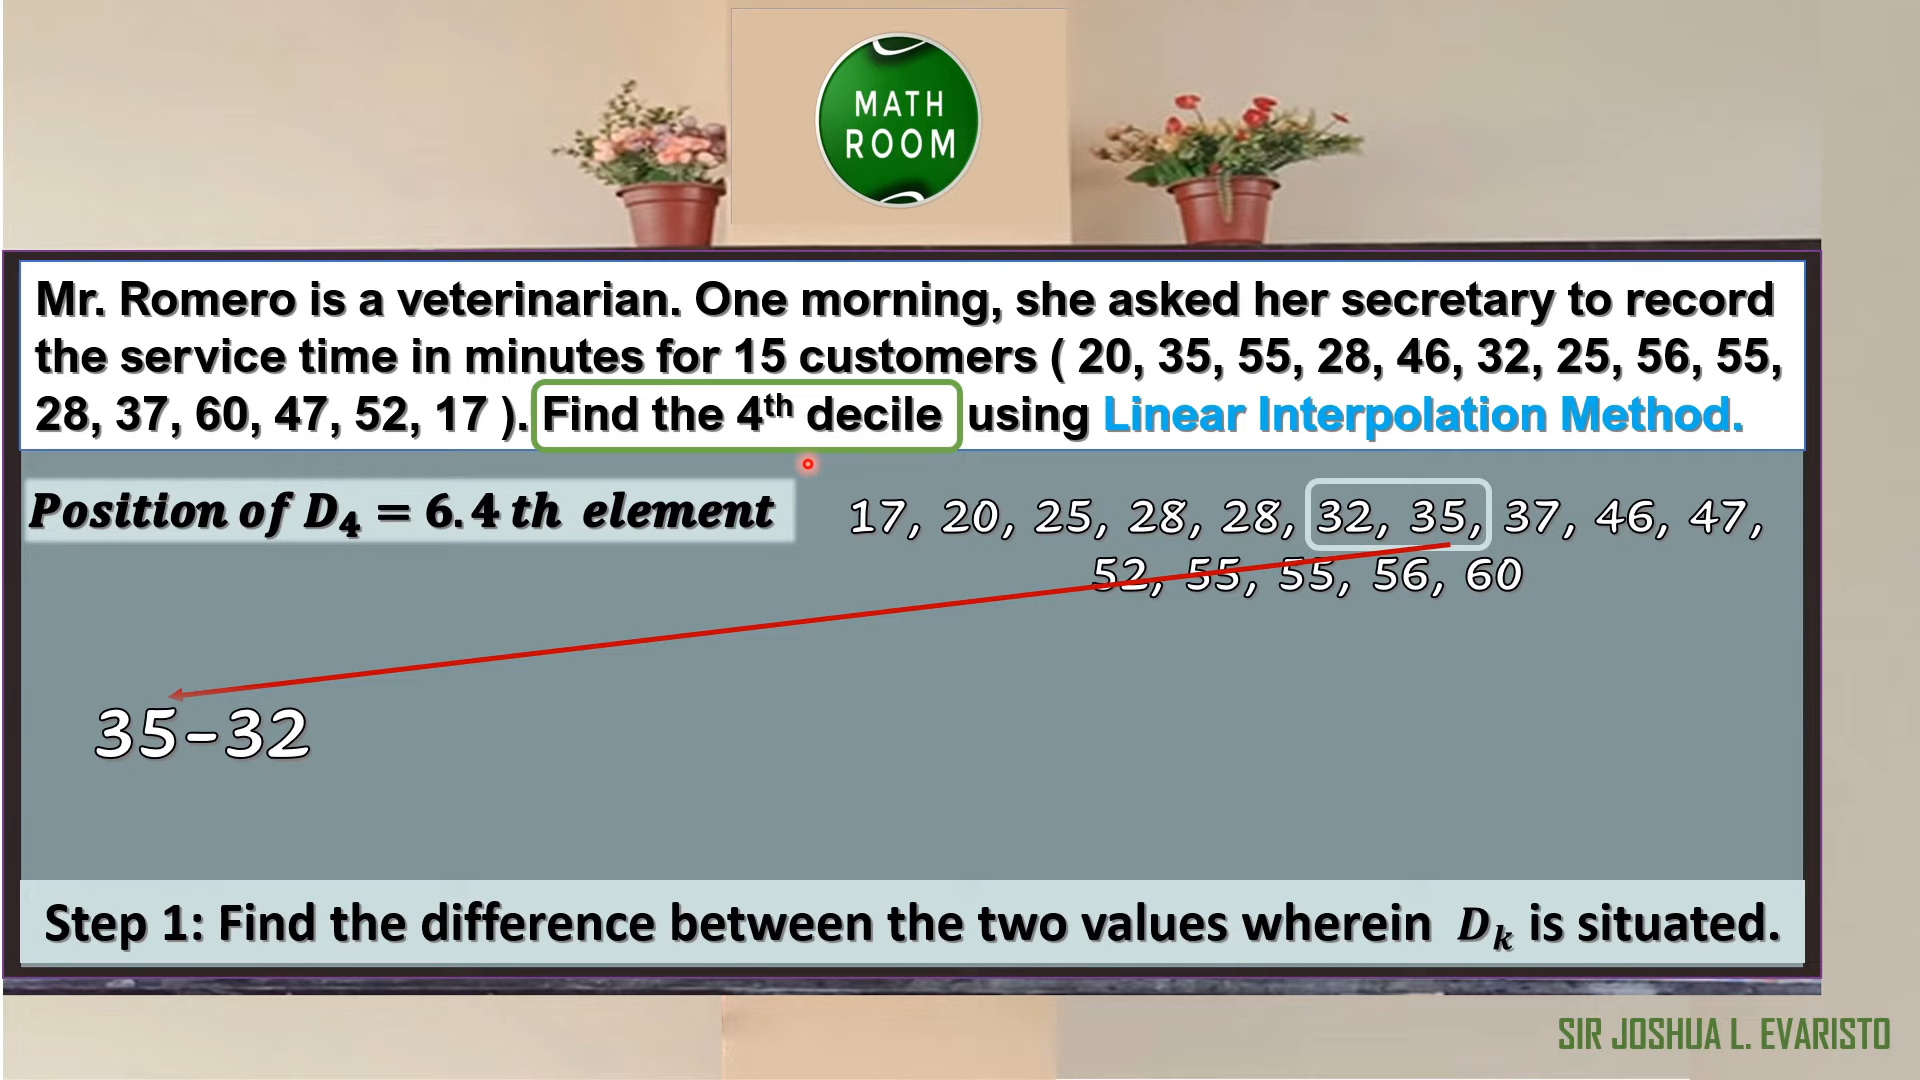 MATH
ROOM
Mr. Romero is a veterinarian. One morning, she asked her secretary to record
the service time in minutes for 15 customers ( 20, 35, 55, 28, 46, 32, 25, 56, 55,
28, 37, 60, 47, 52, 17 ). Find the 4th decile using Linear Interpolation Method.
Position of D₄ = 6.4 th element
17, 20, 25, 28, 28, 32, 35, 37, 46, 47,
52, 55, 55, 56, 60
35-32
Step 1: Find the difference between the two values wherein Dₖ is situated.
SIR JOSHUA L. EVARISTO